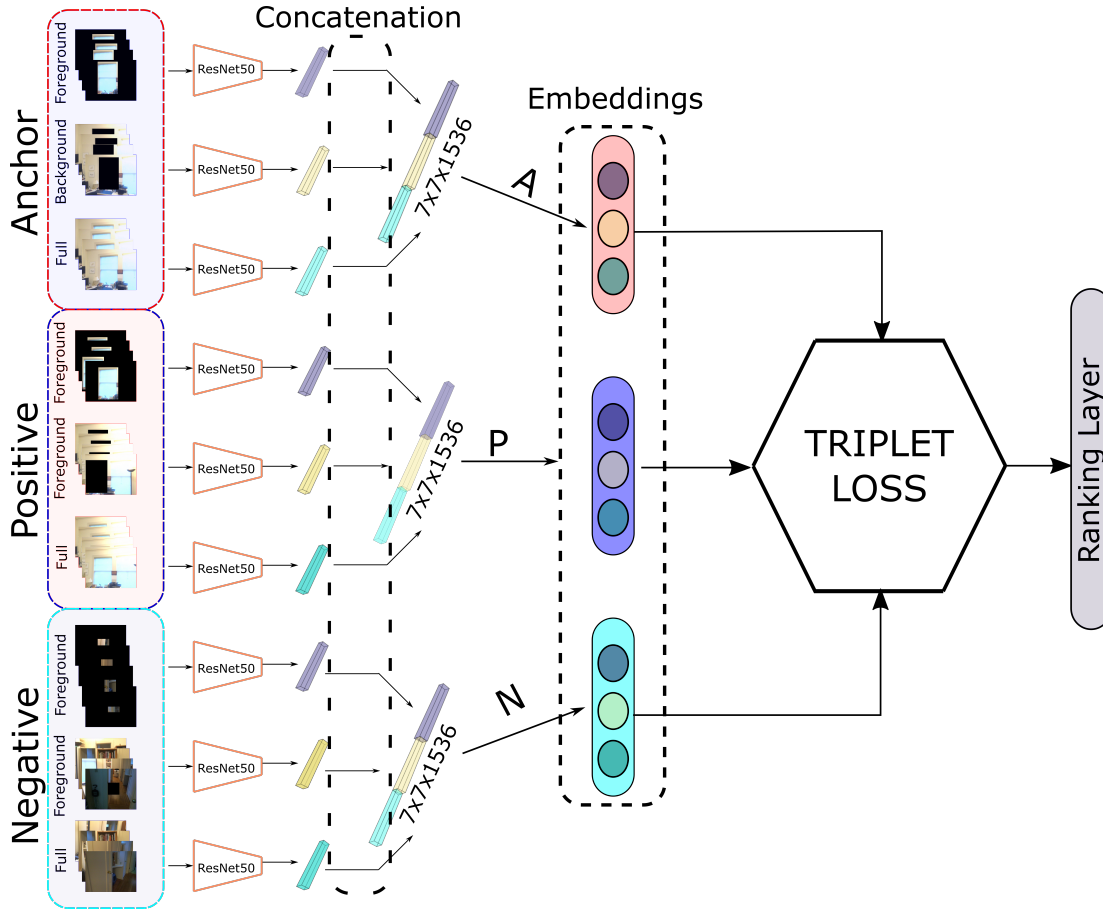 Concatenation
Embeddings
Anchor
Foreground
ResNet50
Background
ResNet50
7x7x1536
A
Full
ResNet50
Positive
Foreground
ResNet50
Foreground
ResNet50
7x7x1536
P
Full
ResNet50
TRIPLET
LOSS
Ranking Layer
Negative
Foreground
ResNet50
Foreground
ResNet50
7x7x1536
N
Full
ResNet50